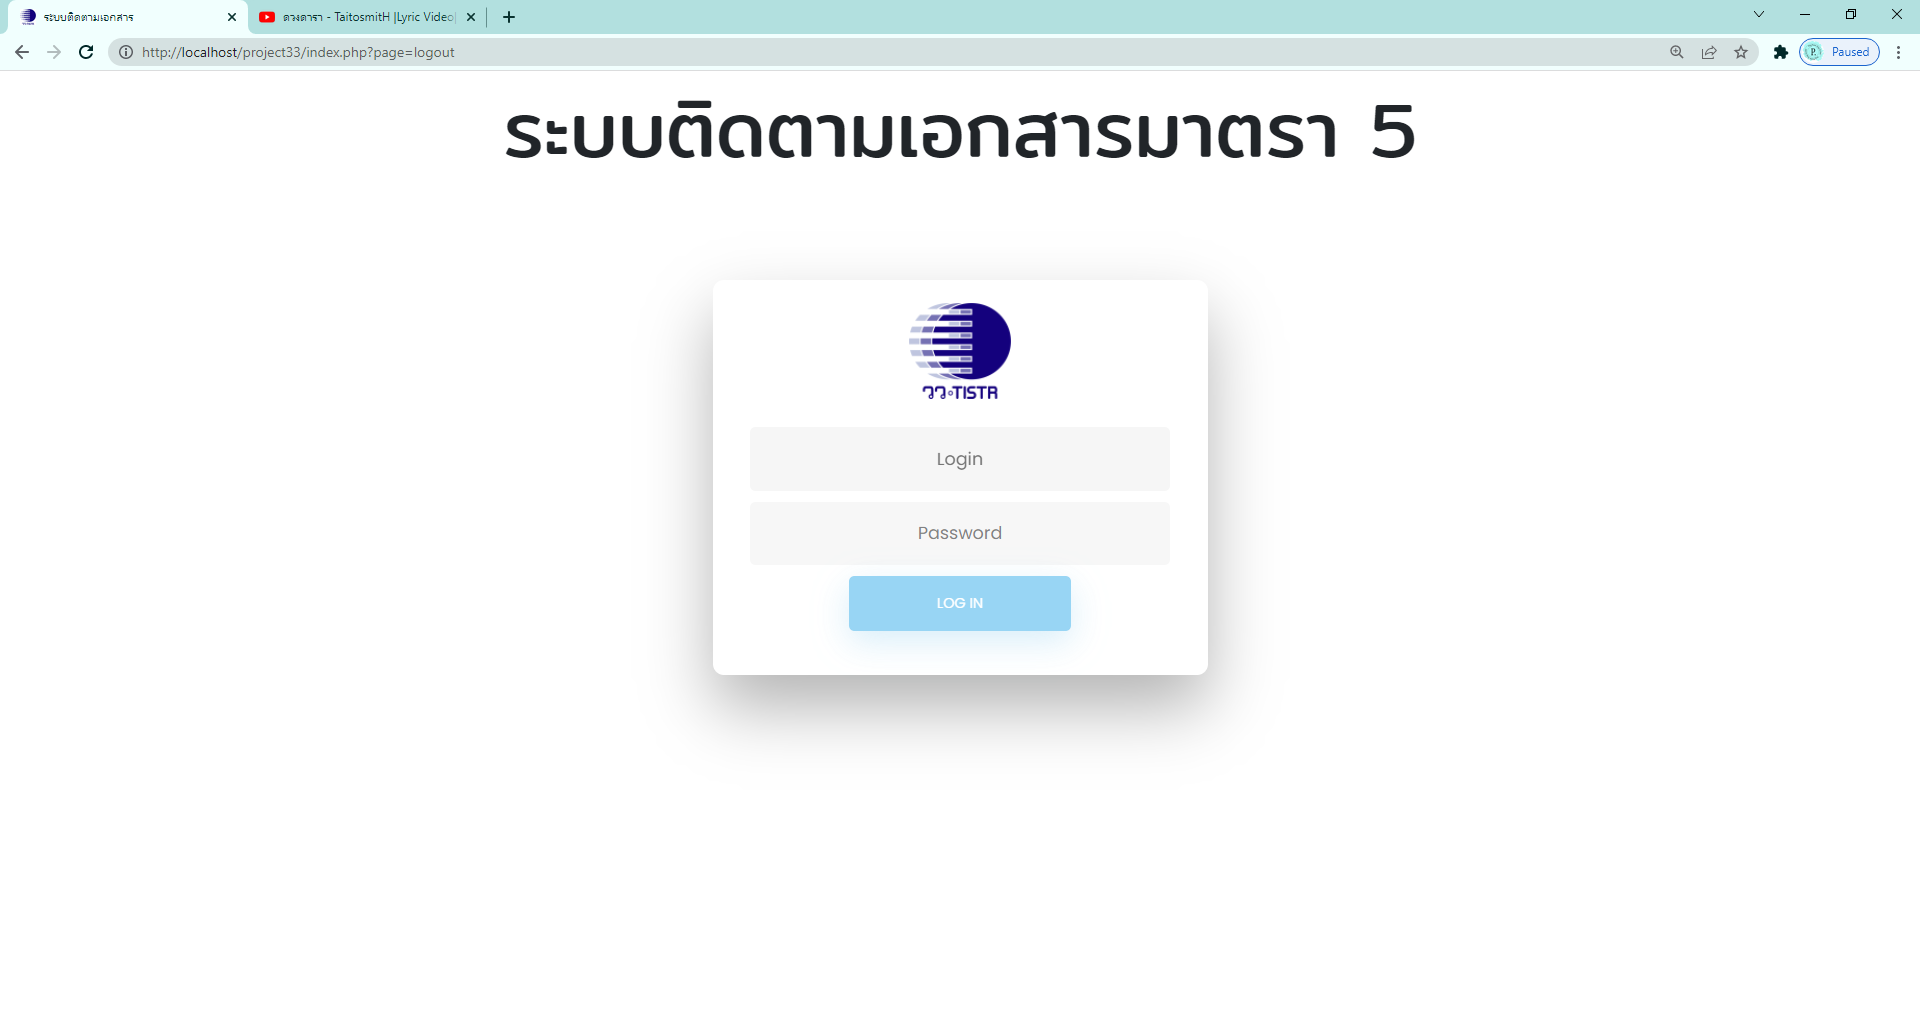 ระบบติดตามเอกสาร
ดวงดารา - TaitosmitH |Lyric Video|
http://localhost/project33/index.php?page=logout
P.
Paused
ระบบติดตามเอกสารมาตรา 5
วว TISTR
Login
Password
LOG IN